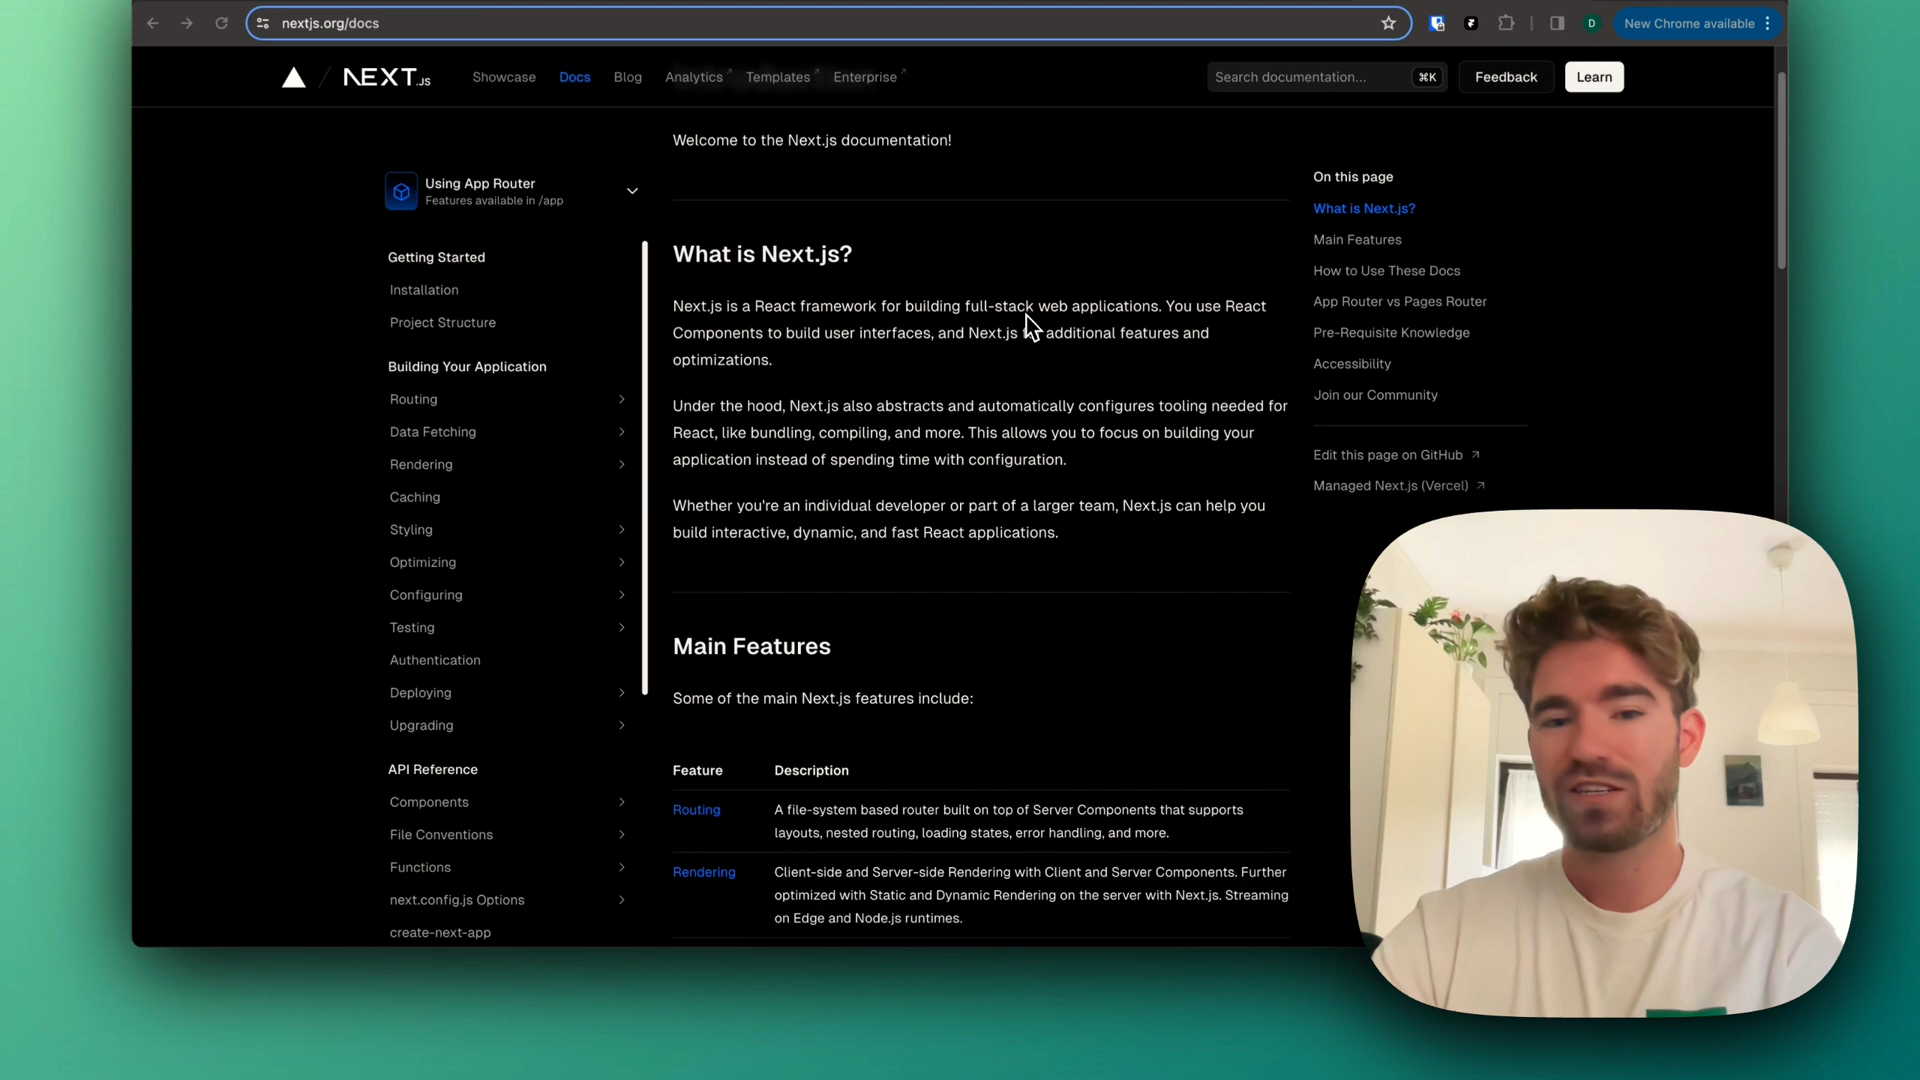 nextjs.org/docs
D
New Chrome available
NEXT.JS
Showcase
Docs
Blog
Analytics
Templates
Enterprise
Search documentation...
⌘K
Feedback
Learn
Using App Router
Features available in /app
Getting Started
Installation
Project Structure
Building Your Application
Routing
Data Fetching
Rendering
Caching
Styling
Optimizing
Configuring
Testing
Authentication
Deploying
Upgrading
API Reference
Components
File Conventions
Functions
next.config.js Options
create-next-app
Welcome to the Next.js documentation!
What is Next.js?
Next.js is a React framework for building full-stack web applications. You use React
Components to build user interfaces, and Next.js additional features and
optimizations.
Under the hood, Next.js also abstracts and automatically configures tooling needed for
React, like bundling, compiling, and more. This allows you to focus on building your
application instead of spending time with configuration.
Whether you're an individual developer or part of a larger team, Next.js can help you
build interactive, dynamic, and fast React applications.
Main Features
Some of the main Next.js features include:
Feature
Description
Routing
A file-system based router built on top of Server Components that supports
layouts, nested routing, loading states, error handling, and more.
Rendering
Client-side and Server-side Rendering with Client and Server Components. Further
optimized with Static and Dynamic Rendering on the server with Next.js. Streaming
on Edge and Node.js runtimes.
On this page
What is Next.js?
Main Features
How to Use These Docs
App Router vs Pages Router
Pre-Requisite Knowledge
Accessibility
Join our Community
Edit this page on GitHub
Managed Next.js (Vercel)